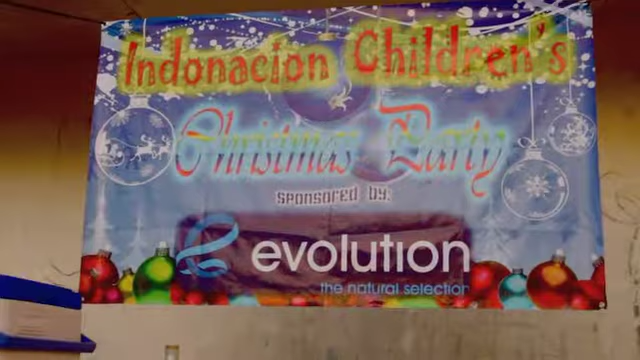 Indonacion Children's
Christmas Party
sponsored by:
evolution
the natural selection